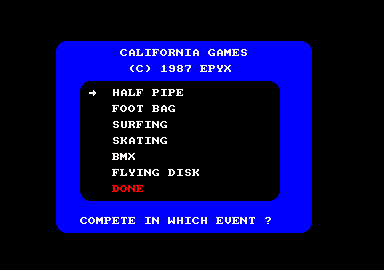 CALIFORNIA GAMES
(C) 1987 EPYX
→ HALF PIPE
FOOT BAG
SURFING
SKATING
BMX
FLYING DISK
DONE
COMPETE IN WHICH EVENT ?